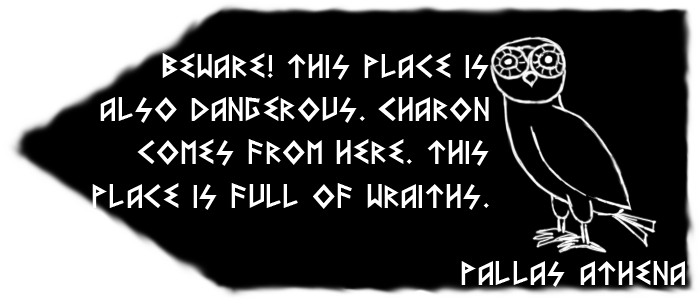 BEWARE! THIS PLACE IS
ALSO DANGEROUS. CHARON
COMES FROM HERE. THIS
PLACE IS FULL OF WRAITHS.
PALLAS ATHENA